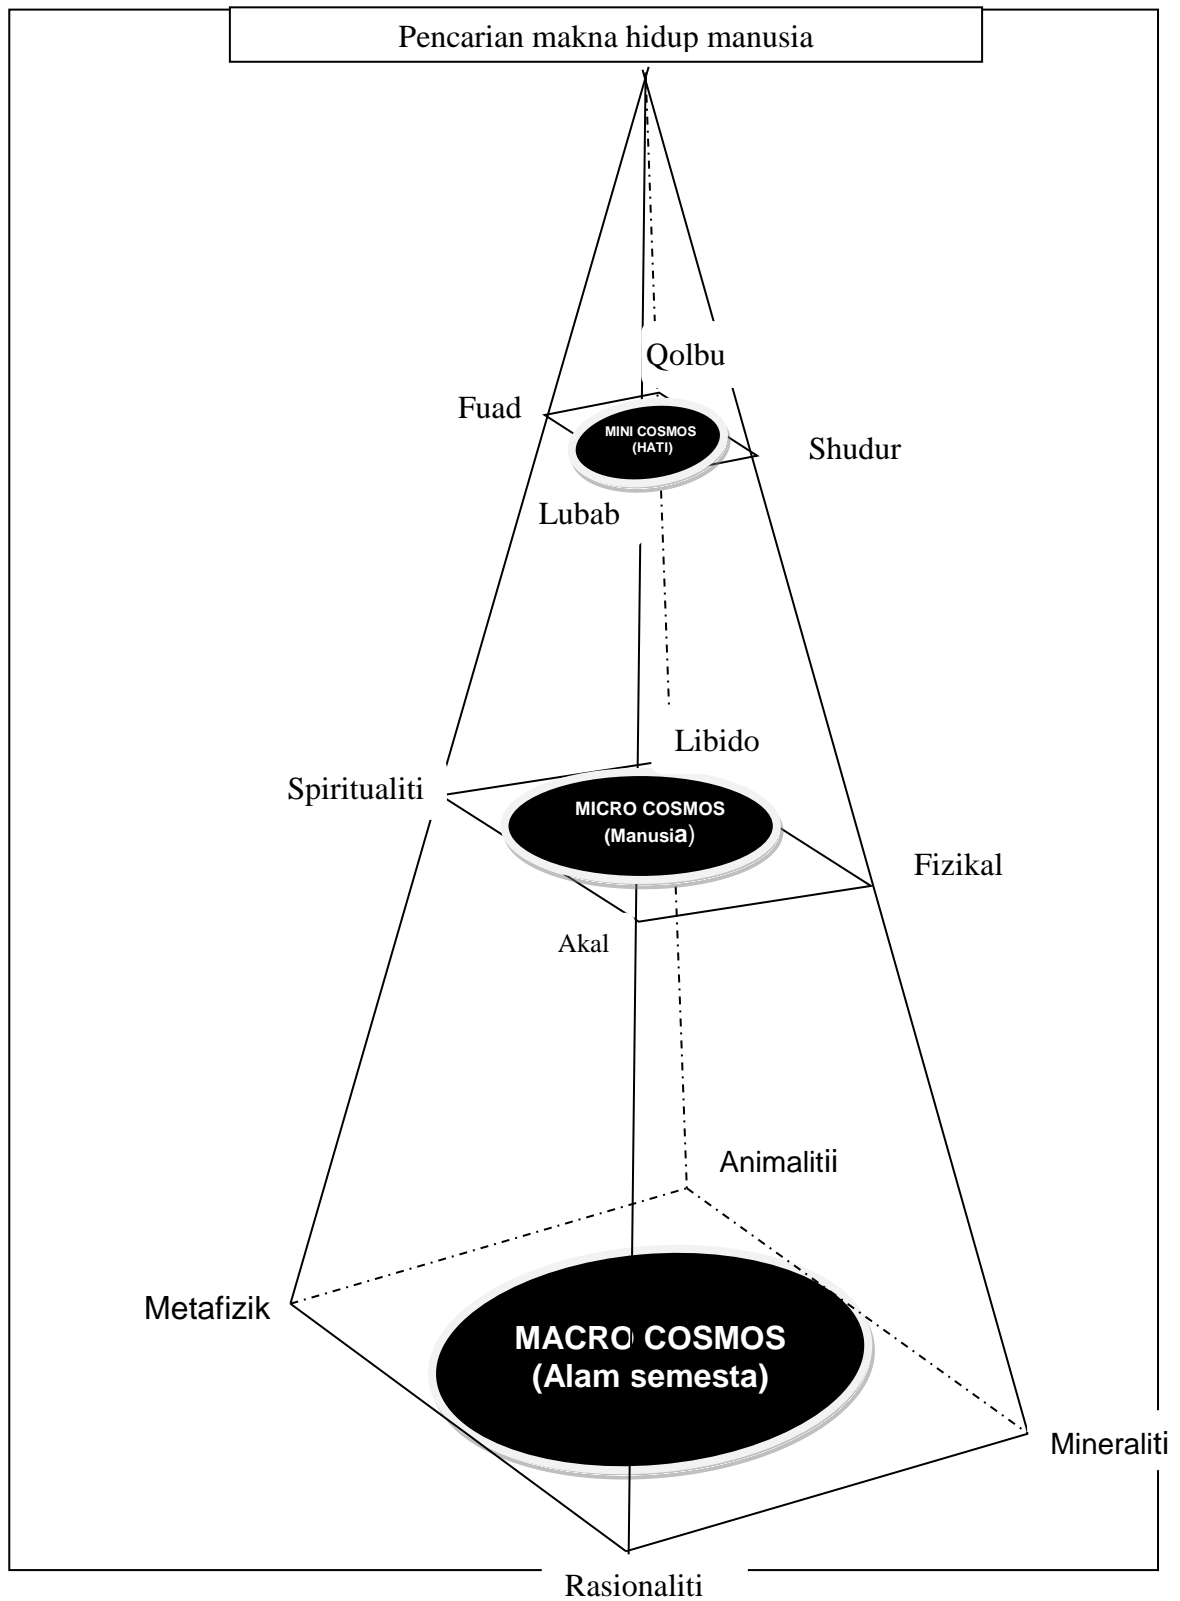 Pencarian makna hidup manusia
Qolbu
Fuad
MINI COSMOS
(HATI)
Shudur
Lubab
Libido
Spiritualiti
MICRO COSMOS
(Manusia)
Fizikal
Akal
Animalitii
Metafizik
MACRO COSMOS
(Alam semesta)
Mineraliti
Rasionaliti